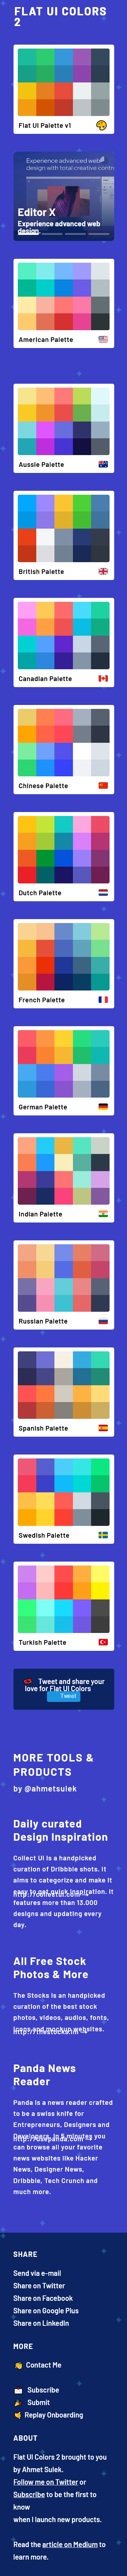 FLAT UI COLORS
2
Flat UI Palette v1
Experience advanced web
with total creative contr
Editor X
Experience advanced web
design
American Palette
Aussie Palette
British Palette
Canadian Palette
Chinese Palette
Dutch Palette
French Palette
German Palette
Indian Palette
Russian Palette
Spanish Palette
Swedish Palette
Turkish Palette
Tweet and share your
love for Flat UI Colors
Tweet
MORE TOOLS &
PRODUCTS
by @ahmetsulek
Daily curated
Design Inspiration
Collect UI is a handpicked
curation of Dribbble shots. It
aims to categorize and make it
easy to get quick inspiration. It
features more than 13.000
designs and updating every
day.
All Free Stock
Photos & More
The Stocks is an handpicked
curation of the best stock
photos, videos, audios, fonts,
icons and mockup websites.
Panda News
Reader
Panda is a news reader crafted
to be a swiss knife for
Entrepreneurs, Designers and
Developers. In 5 minutes you
can browse all your favorite
news websites like Hacker
News, Designer News,
Dribbble, Tech Crunch and
much more.
SHARE
Send via e-mail
Share on Twitter
Share on Facebook
Share on Google Plus
Share on Linkedin
MORE
Contact Me
Subscribe
Submit
Replay Onboarding
ABOUT
Flat UI Colors 2 brought to you
by Ahmet Sulek.
Follow me on Twitter or
Subscribe to be the first to
know
when I launch new products.
Read the article on Medium to
learn more.